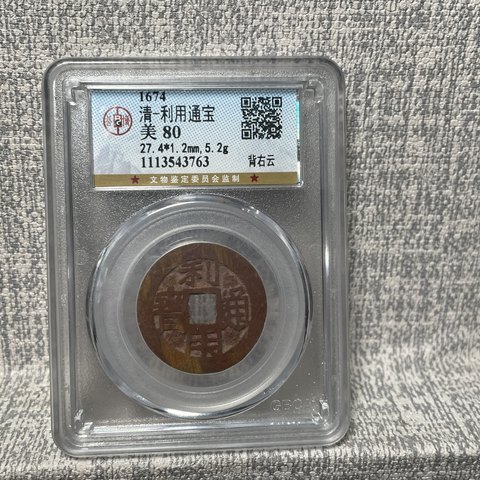 1674
清-利用通宝
美 80
27.4*1.2mm,5.2g
1113543763
背右云
★ 文物鉴定委员会监制 ★
利用通宝